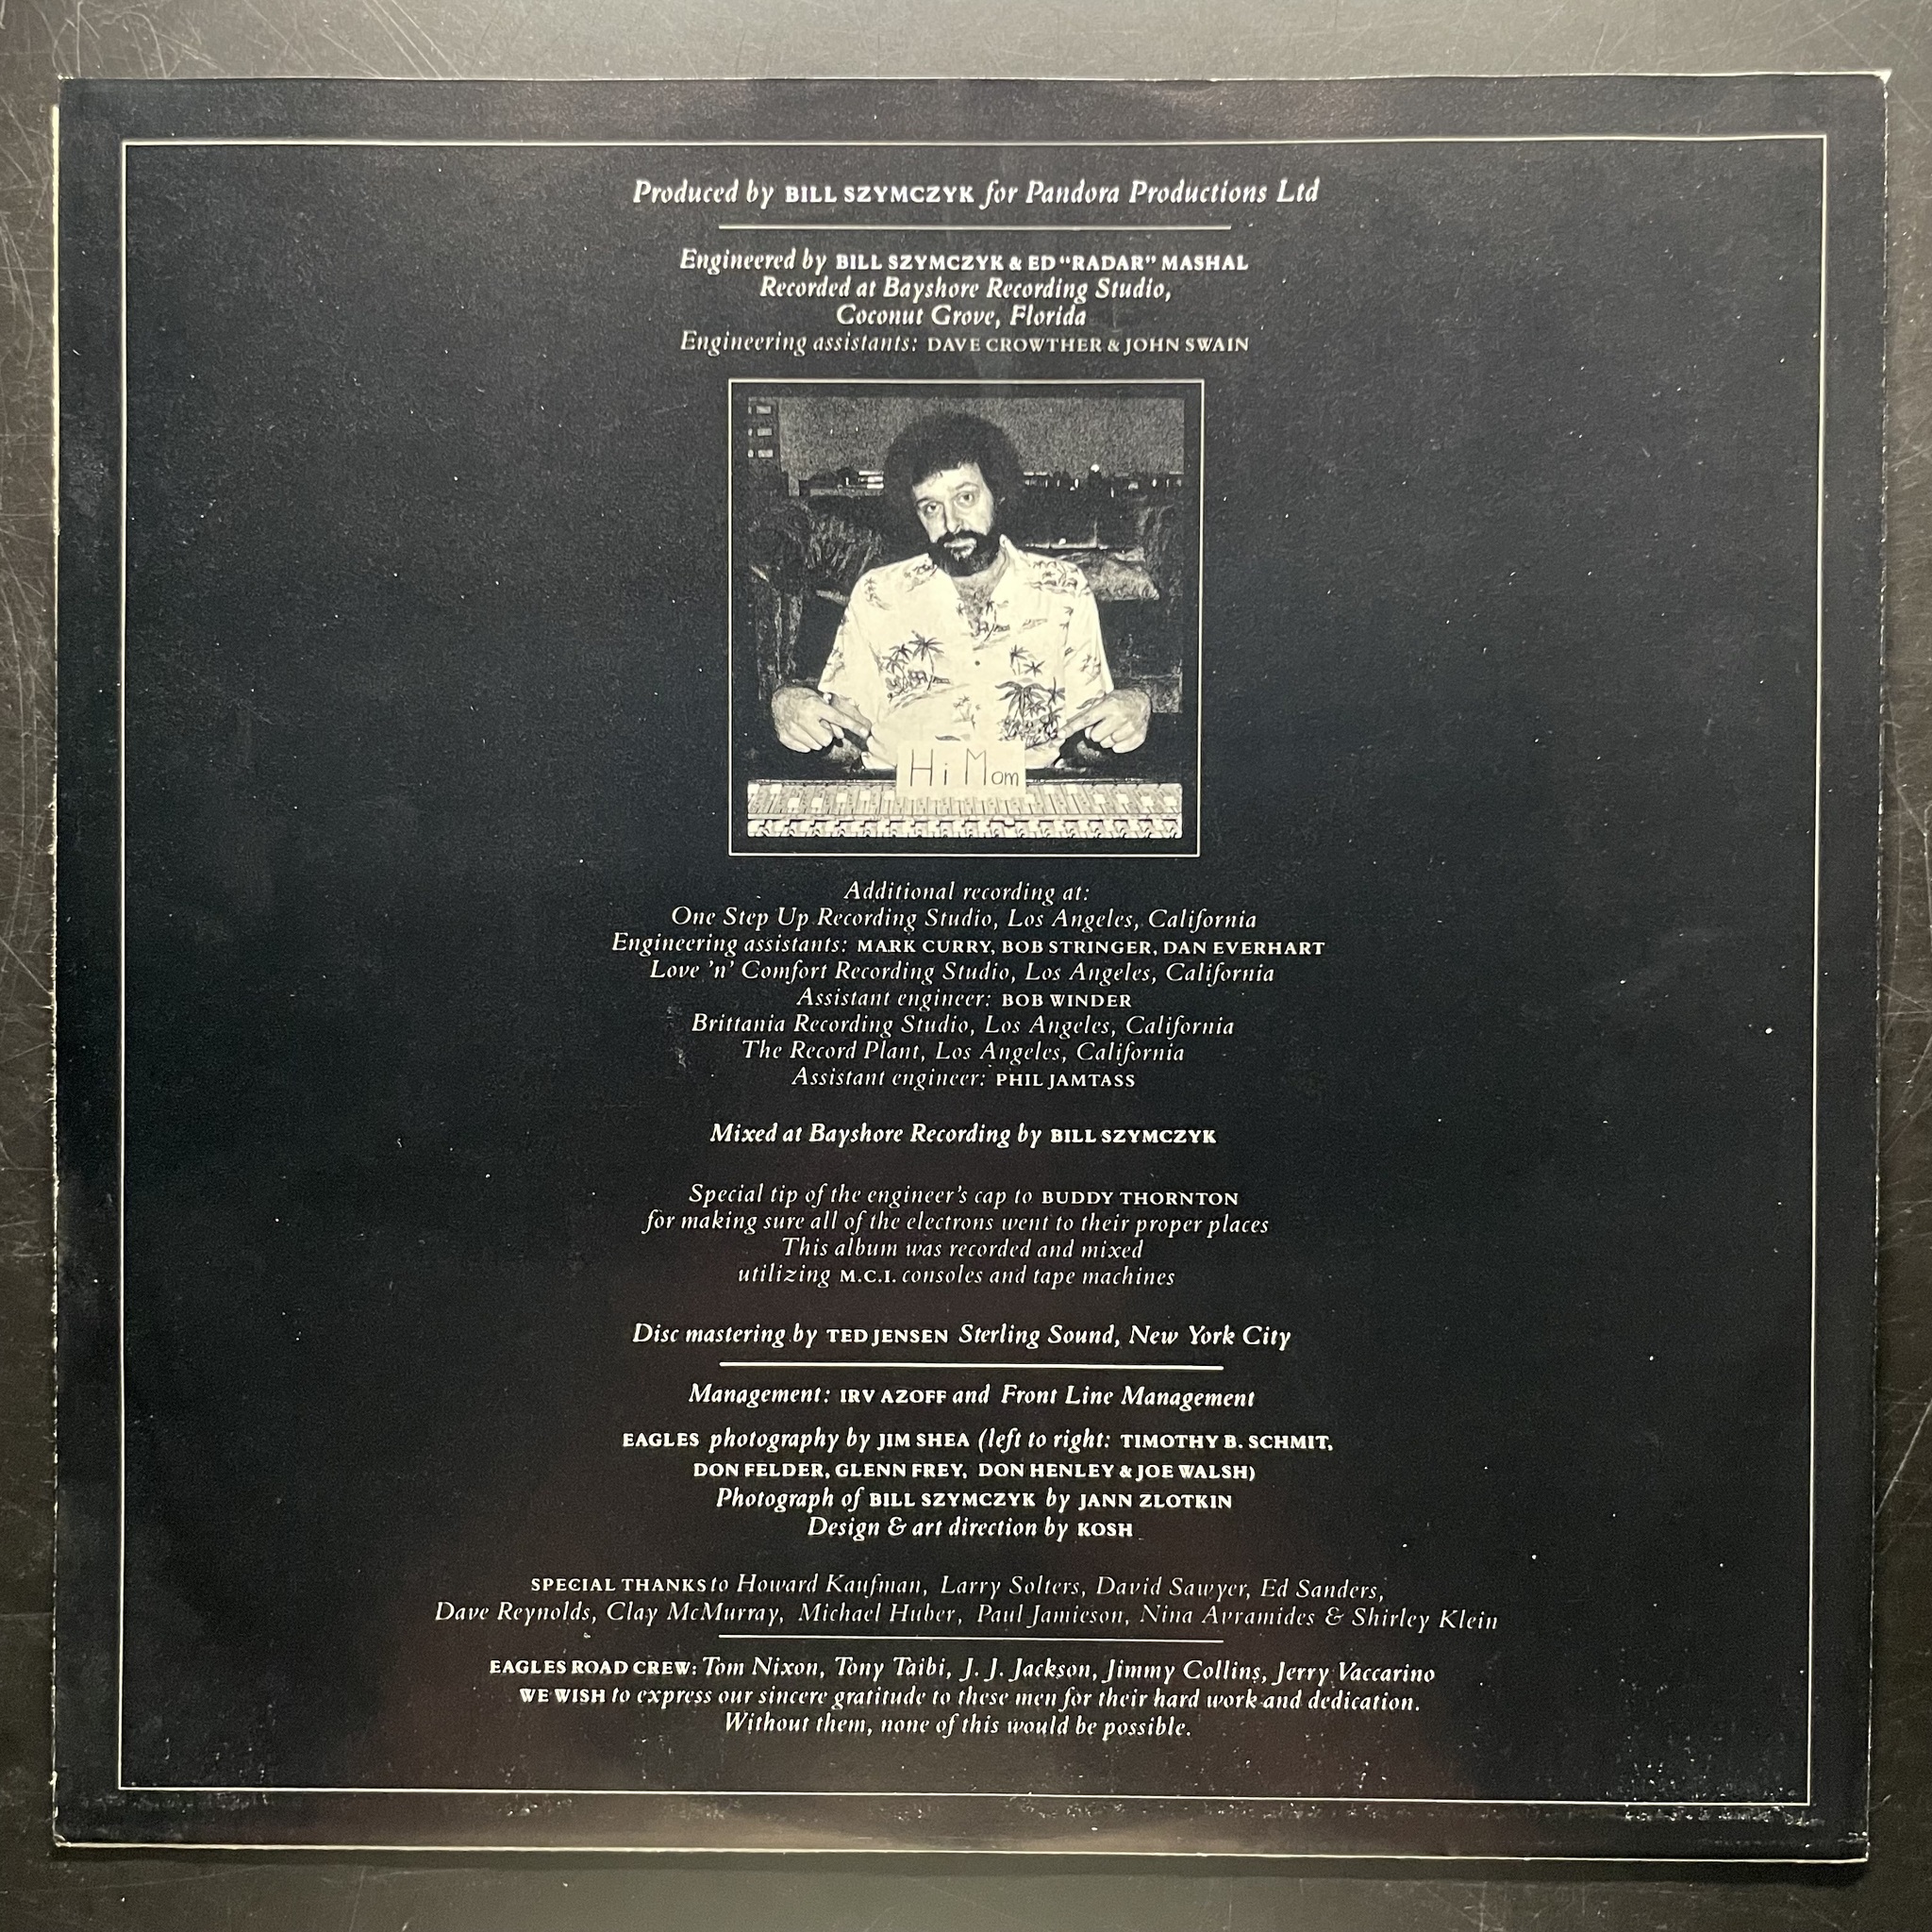 Produced by BILL SZYMCZYK for Pandora Productions Ltd
Engineered by BILL SZYMCZYK & ED "RADAR" MASHAL
Recorded at Bayshore Recording Studio,
Coconut Grove, Florida
Engineering assistants: DAVE CROWTHER & JOHN SWAIN
Hi Mom
Additional recording at:
One Step Up Recording Studio, Los Angeles, California
Engineering assistants: MARK CURRY, BOB STRINGER, DAN EVERHART
Love 'n' Comfort Recording Studio, Los Angeles, California
Assistant engineer: BOB WINDER
Brittania Recording Studio, Los Angeles, California
The Record Plant, Los Angeles, California
Assistant engineer: PHIL JAMTASS
Mixed at Bayshore Recording by BILL SZYMCZYK
Special tip of the engineer's cap to BUDDY THORNTON
for making sure all of the electrons went to their proper places
This album was recorded and mixed
utilizing M.C.I. consoles and tape machines
Disc mastering by TED JENSEN Sterling Sound, New York City
Management: IRV AZOFF and Front Line Management
EAGLES photography by JIM SHEA (left to right: TIMOTHY B. SCHMIT,
DON FELDER, GLENN FREY, DON HENLEY & JOE WALSH)
Photograph of BILL SZYMCZYK by JANN ZLOTKIN
Design & art direction by KOSH
SPECIAL THANKS to Howard Kaufman, Larry Solters, David Sawyer, Ed Sanders,
Dave Reynolds, Clay McMurray, Michael Huber, Paul Jamieson, Nina Avramides & Shirley Klein
EAGLES ROAD CREW: Tom Nixon, Tony Taibi, J. J. Jackson, Jimmy Collins, Jerry Vaccarino
WE WISH to express our sincere gratitude to these men for their hard work and dedication.
Without them, none of this would be possible.